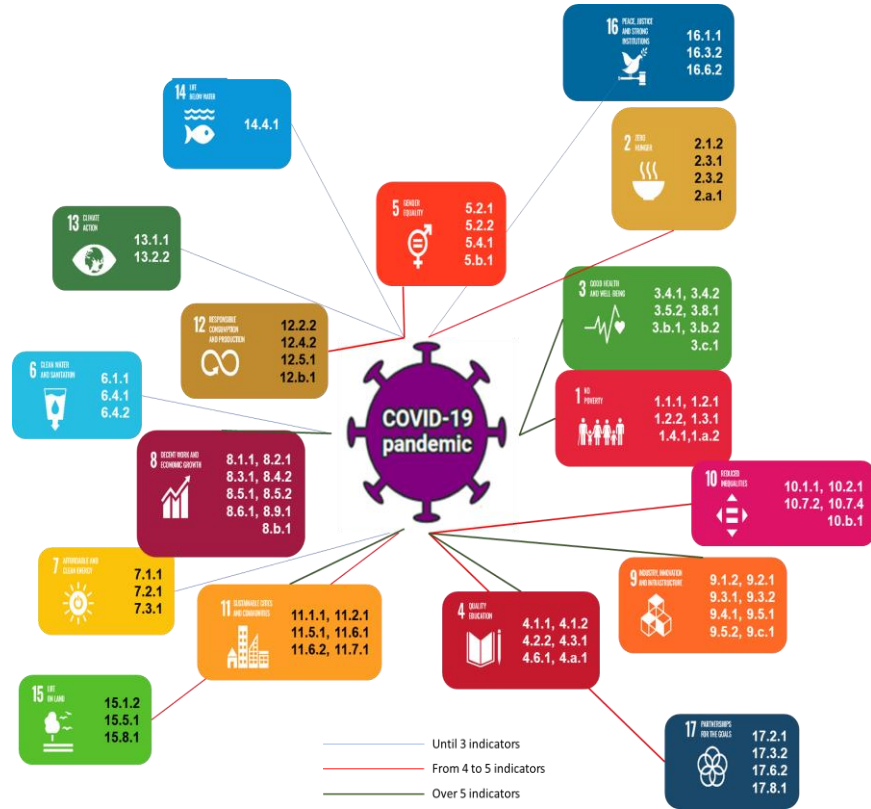 16
PEACE, JUSTICE
AND STRONG
INSTITUTIONS
16.1.1
16.3.2
16.6.2
14
LIFE
BELOW WATER
14.4.1
2
ZERO
HUNGER
2.1.2
2.3.1
2.3.2
2.a.1
5
GENDER
EQUALITY
5.2.1
5.2.2
5.4.1
5.b.1
13
CLIMATE
ACTION
13.1.1
13.2.2
3
GOOD HEALTH
AND WELL BEING
3.4.1, 3.4.2
3.5.2, 3.8.1
3.b.1, 3.b.2
3.c.1
12
RESPONSIBLE
CONSUMPTION
AND PRODUCTION
12.2.2
12.4.2
12.5.1
12.b.1
6
CLEAN WATER
AND SANITATION
6.1.1
6.4.1
6.4.2
1
NO
POVERTY
1.1.1, 1.2.1
1.2.2, 1.3.1
1.4.1,1.a.2
COVID-19
pandemic
8
DECENT WORK AND
ECONOMIC GROWTH
8.1.1, 8.2.1
8.3.1, 8.4.2
8.5.1, 8.5.2
8.6.1, 8.9.1
8.b.1
10
REDUCED
INEQUALITIES
10.1.1, 10.2.1
10.7.2, 10.7.4
10.b.1
7
AFFORDABLE AND
CLEAN ENERGY
7.1.1
7.2.1
7.3.1
9
INDUSTRY, INNOVATION
AND INFRASTRUCTURE
9.1.2, 9.2.1
9.3.1, 9.3.2
9.4.1, 9.5.1
9.5.2, 9.c.1
11
SUSTAINABLE CITIES
AND COMMUNITIES
11.1.1, 11.2.1
11.5.1, 11.6.1
11.6.2, 11.7.1
4
QUALITY
EDUCATION
4.1.1, 4.1.2
4.2.2, 4.3.1
4.6.1, 4.a.1
15
LIFE
ON LAND
15.1.2
15.5.1
15.8.1
17
PARTNERSHIPS
FOR THE GOALS
17.2.1
17.3.2
17.6.2
17.8.1
Until 3 indicators
From 4 to 5 indicators
Over 5 indicators